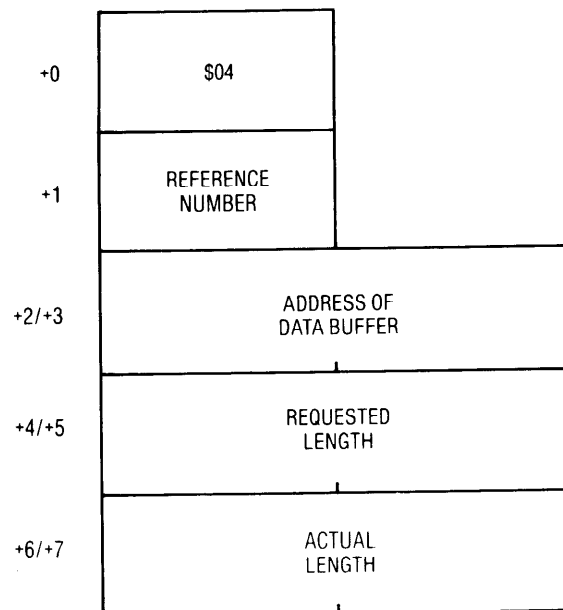 +0 $04
+1 REFERENCE
NUMBER
+2/+3 ADDRESS OF
DATA BUFFER
+4/+5 REQUESTED
LENGTH
+6/+7 ACTUAL
LENGTH